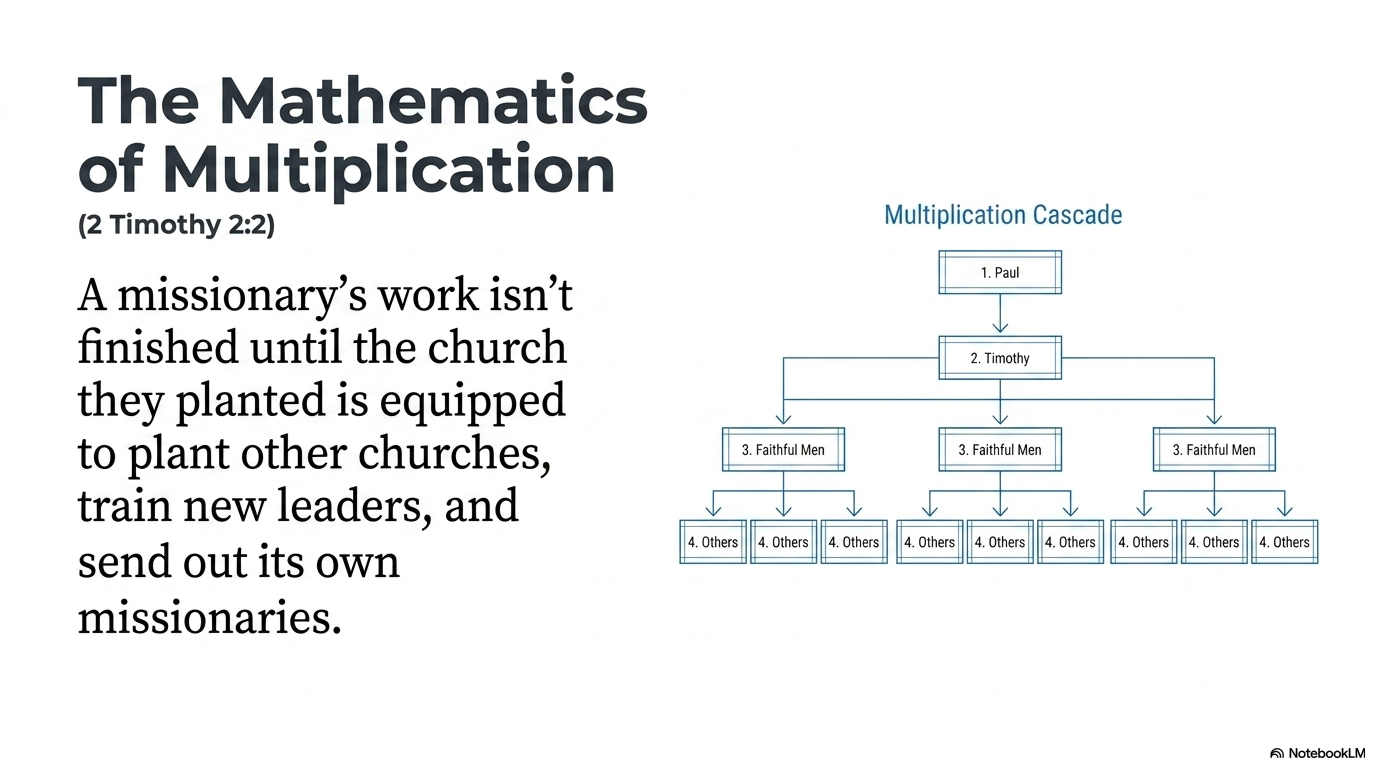 The Mathematics
of Multiplication
(2 Timothy 2:2)
A missionary’s work isn’t
finished until the church
they planted is equipped
to plant other churches,
train new leaders, and
send out its own
missionaries.
Multiplication Cascade
1. Paul
2. Timothy
3. Faithful Men
3. Faithful Men
3. Faithful Men
4. Others
4. Others
4. Others
4. Others
4. Others
4. Others
4. Others
4. Others
4. Others
NotebookLM